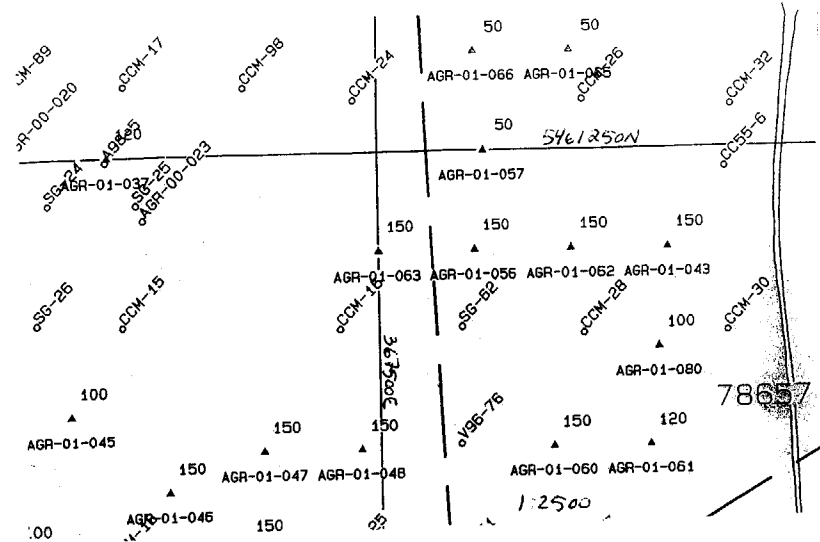 50
50
CCM-17
CCM-98
CCM-24
CCM-26
CCM-32
AGR-01-066
AGR-01-065
120
50
5461250N
CC55-6
AGR-01-057
SG-24
AGR-01-037
SG-25
AGR-00-023
150
150
150
150
AGR-01-063
AGR-01-056
AGR-01-062
AGR-01-043
SG-26
CCM-15
CCM-16
SG-62
CCM-28
CCM-30
100
AGR-01-080
367500E
78657
100
AGR-01-045
150
150
V96-76
150
120
AGR-01-047
AGR-01-048
AGR-01-060
AGR-01-061
150
AGR-01-046
150
1:2500